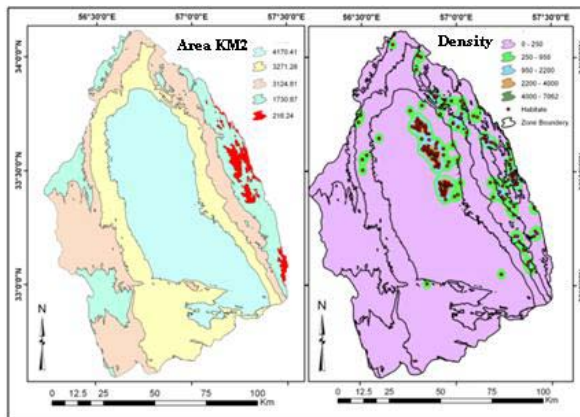 56°30'0"E 57°0'0"E 57°30'0"E
34°0'0"N
33°30'0"N
33°0'0"N
Area KM2
4170.41
3271.28
3124.81
1730.67
216.24
N
0 12.5 25 50 75 100
Km
56°30'0"E 57°0'0"E 57°30'0"E
Density
0 - 250
250 - 950
950 - 2200
2200 - 4000
4000 - 7062
Habitate
Zone Boundery
N
0 12.5 25 50 75 100
Km